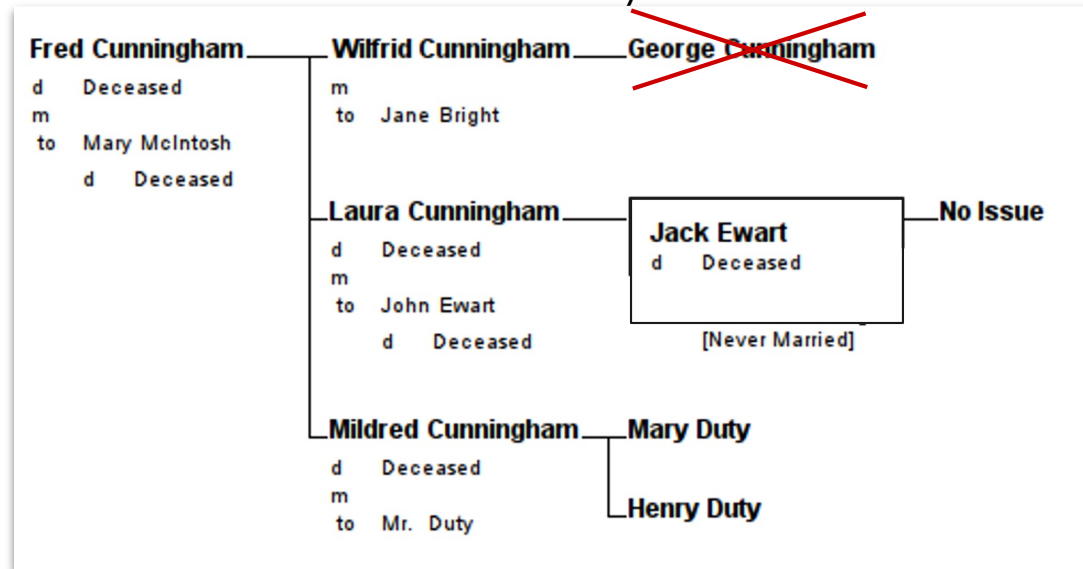 Fred Cunningham
d Deceased
m
to Mary McIntosh
d Deceased
Wilfrid Cunningham
m
to Jane Bright
George Cunningham
Laura Cunningham
d Deceased
m
to John Ewart
d Deceased
Jack Ewart
d Deceased
[Never Married]
No Issue
Mildred Cunningham
d Deceased
m
to Mr. Duty
Mary Duty
Henry Duty